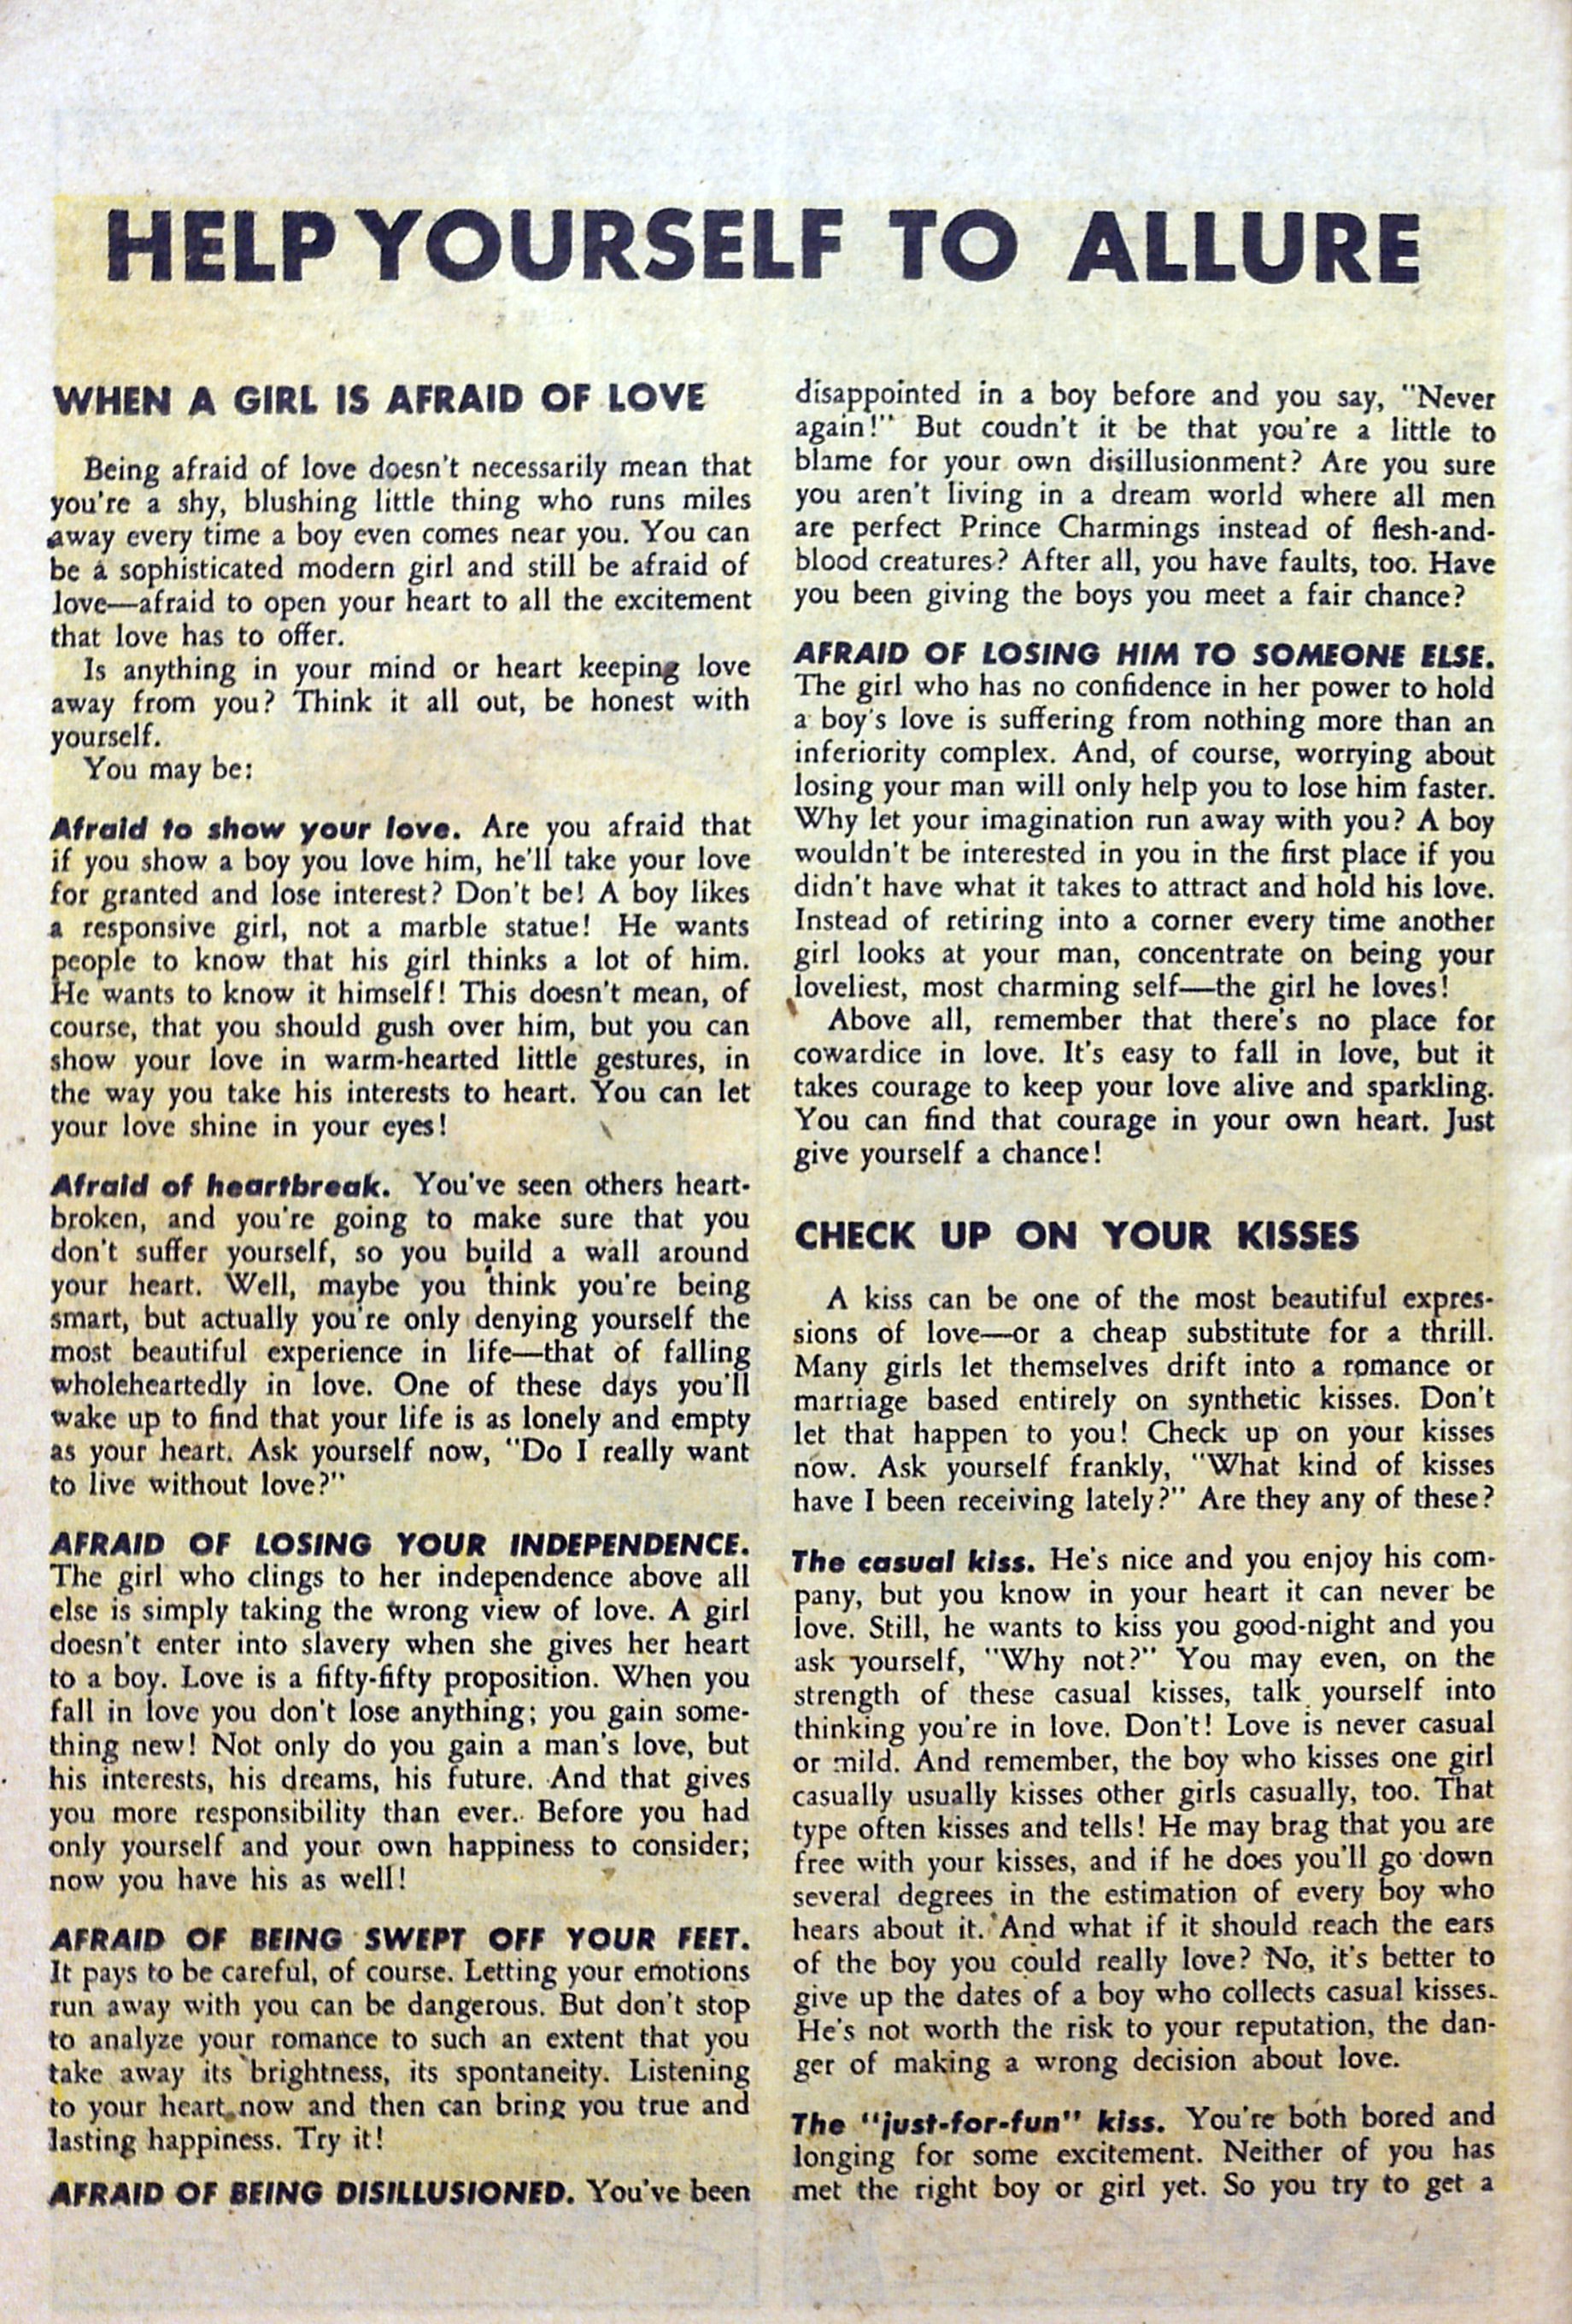 HELP YOURSELF TO ALLURE
WHEN A GIRL IS AFRAID OF LOVE
Being afraid of love doesn't necessarily mean that
you're a shy, blushing little thing who runs miles
away every time a boy even comes near you. You can
be a sophisticated modern girl and still be afraid of
love—afraid to open your heart to all the excitement
that love has to offer.
Is anything in your mind or heart keeping love
away from you? Think it all out, be honest with
yourself.
You may be:
Afraid to show your love. Are you afraid that
if you show a boy you love him, he'll take your love
for granted and lose interest? Don't be! A boy likes
a responsive girl, not a marble statue! He wants
people to know that his girl thinks a lot of him.
He wants to know it himself! This doesn't mean, of
course, that you should gush over him, but you can
show your love in warm-hearted little gestures, in
the way you take his interests to heart. You can let
your love shine in your eyes!
Afraid of heartbreak. You've seen others heart-
broken, and you're going to make sure that you
don't suffer yourself, so you build a wall around
your heart. Well, maybe you think you're being
smart, but actually you're only denying yourself the
most beautiful experience in life—that of falling
wholeheartedly in love. One of these days you'll
wake up to find that your life is as lonely and empty
as your heart. Ask yourself now, "Do I really want
to live without love?"
AFRAID OF LOSING YOUR INDEPENDENCE.
The girl who clings to her independence above all
else is simply taking the wrong view of love. A girl
doesn't enter into slavery when she gives her heart
to a boy. Love is a fifty-fifty proposition. When you
fall in love you don't lose anything; you gain some-
thing new! Not only do you gain a man's love, but
his interests, his dreams, his future. And that gives
you more responsibility than ever. Before you had
only yourself and your own happiness to consider;
now you have his as well!
AFRAID OF BEING SWEPT OFF YOUR FEET.
It pays to be careful, of course. Letting your emotions
run away with you can be dangerous. But don't stop
to analyze your romance to such an extent that you
take away its brightness, its spontaneity. Listening
to your heart now and then can bring you true and
lasting happiness. Try it!
AFRAID OF BEING DISILLUSIONED. You've been
disappointed in a boy before and you say, "Never
again!" But coudn't it be that you're a little to
blame for your own disillusionment? Are you sure
you aren't living in a dream world where all men
are perfect Prince Charmings instead of flesh-and-
blood creatures? After all, you have faults, too. Have
you been giving the boys you meet a fair chance?
AFRAID OF LOSING HIM TO SOMEONE ELSE.
The girl who has no confidence in her power to hold
a boy's love is suffering from nothing more than an
inferiority complex. And, of course, worrying about
losing your man will only help you to lose him faster.
Why let your imagination run away with you? A boy
wouldn't be interested in you in the first place if you
didn't have what it takes to attract and hold his love.
Instead of retiring into a corner every time another
girl looks at your man, concentrate on being your
loveliest, most charming self—the girl he loves!
Above all, remember that there's no place for
cowardice in love. It's easy to fall in love, but it
takes courage to keep your love alive and sparkling.
You can find that courage in your own heart. Just
give yourself a chance!
CHECK UP ON YOUR KISSES
A kiss can be one of the most beautiful expres-
sions of love—or a cheap substitute for a thrill.
Many girls let themselves drift into a romance or
marriage based entirely on synthetic kisses. Don't
let that happen to you! Check up on your kisses
now. Ask yourself frankly, "What kind of kisses
have I been receiving lately?" Are they any of these?
The casual kiss. He's nice and you enjoy his com-
pany, but you know in your heart it can never be
love. Still, he wants to kiss you good-night and you
ask yourself, "Why not?" You may even, on the
strength of these casual kisses, talk yourself into
thinking you're in love. Don't! Love is never casual
or mild. And remember, the boy who kisses one girl
casually usually kisses other girls casually, too. That
type often kisses and tells! He may brag that you are
free with your kisses, and if he does you'll go down
several degrees in the estimation of every boy who
hears about it. And what if it should reach the ears
of the boy you could really love? No, it's better to
give up the dates of a boy who collects casual kisses.
He's not worth the risk to your reputation, the dan-
ger of making a wrong decision about love.
The "just-for-fun" kiss. You're both bored and
longing for some excitement. Neither of you has
met the right boy or girl yet. So you try to get a